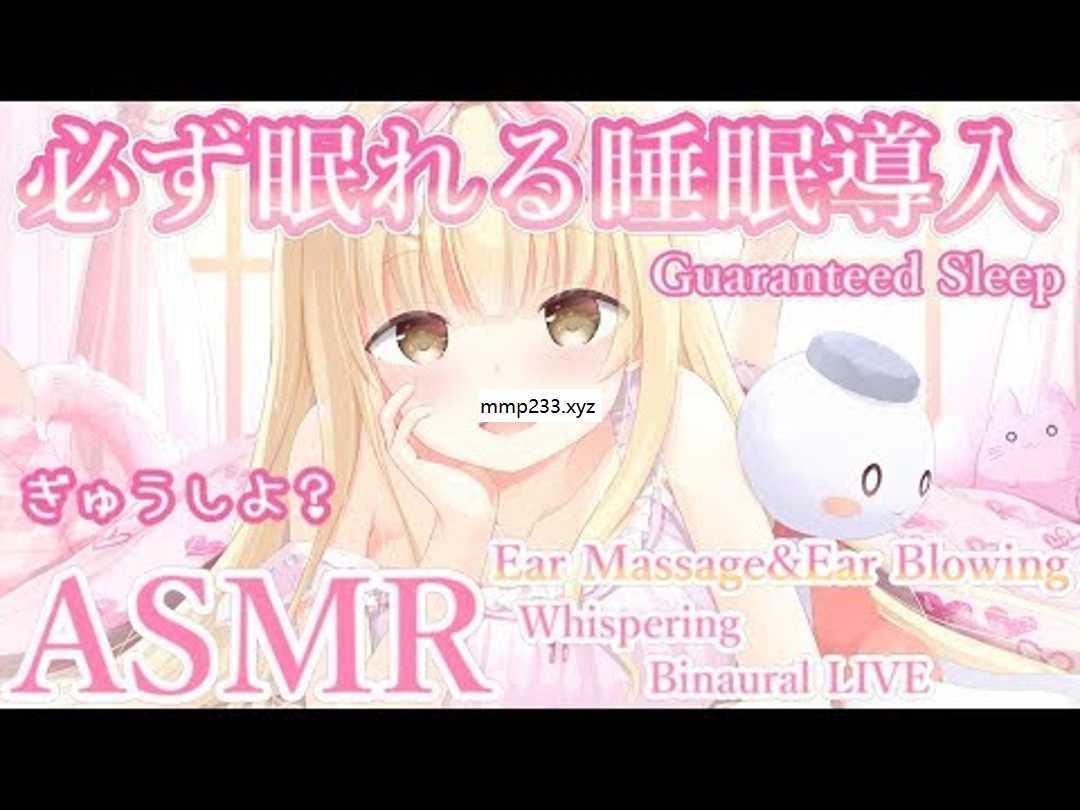 必ず眠れる睡眠導入
Guaranteed Sleep
mmp233.xyz
ぎゅうしよ?
Ear Massage&Ear Blowing
ASMR
Whispering
Binaural LIVE